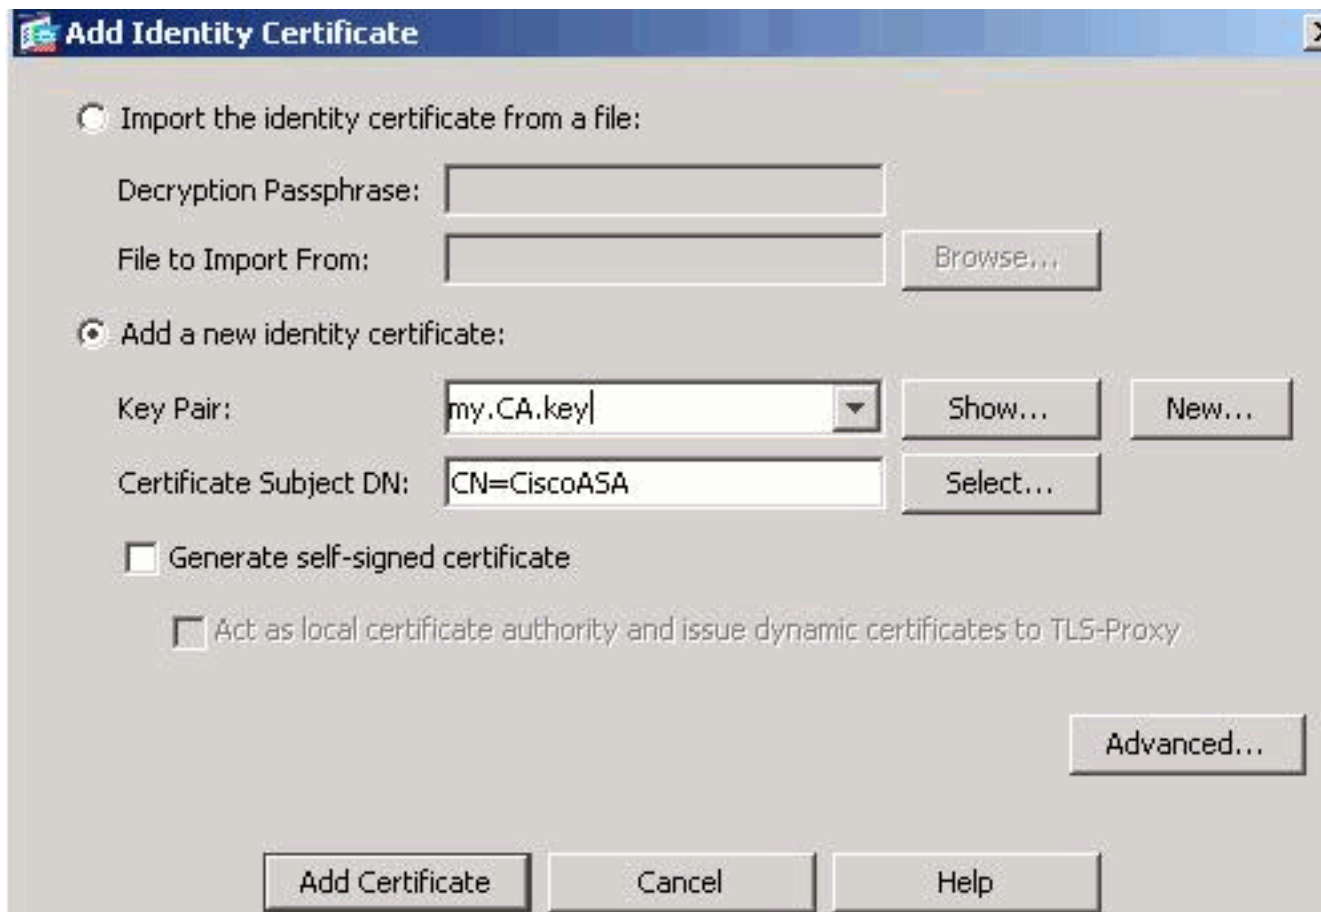 Add Identity Certificate
Import the identity certificate from a file:
Decryption Passphrase:
File to Import From:
Browse...
Add a new identity certificate:
Key Pair:
my.CA.key
Show...
New...
Certificate Subject DN:
CN=CiscoASA
Select...
Generate self-signed certificate
Act as local certificate authority and issue dynamic certificates to TLS-Proxy
Advanced...
Add Certificate
Cancel
Help